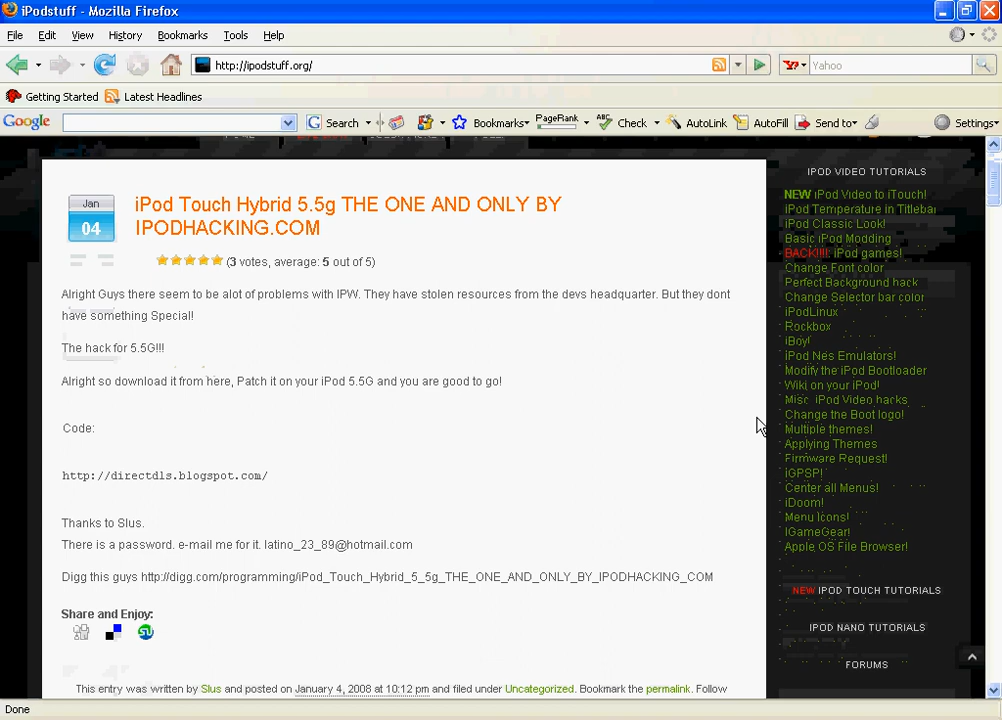 iPodstuff - Mozilla Firefox
File Edit View History Bookmarks Tools Help
http://ipodstuff.org/
Yahoo
Getting Started Latest Headlines
Google G Search Bookmarks PageRank Check AutoLink AutoFill Send to Settings
Jan
04
iPod Touch Hybrid 5.5g THE ONE AND ONLY BY
IPODHACKING.COM
(3 votes, average: 5 out of 5)
Alright Guys there seem to be alot of problems with IPW. They have stolen resources from the devs headquarter. But they dont
have something Special!
The hack for 5.5G!!!
Alright so download it from here, Patch it on your iPod 5.5G and you are good to go!
Code:
http://directdls.blogspot.com/
Thanks to Slus.
There is a password. e-mail me for it. latino_23_89@hotmail.com
Digg this guys http://digg.com/programming/iPod_Touch_Hybrid_5_5g_THE_ONE_AND_ONLY_BY_IPODHACKING_COM
Share and Enjoy:
This entry was written by Slus and posted on January 4, 2008 at 10:12 pm and filed under Uncategorized. Bookmark the permalink. Follow
IPOD VIDEO TUTORIALS
NEW iPod Video to iTouch!
iPod Temperature in Titlebar
iPod Classic Look!
Basic iPod Modding
BACK!!!! iPod games!
Change Font color
Perfect Background hack
Change Selector bar color
iPodLinux
Rockbox
iBoy!
iPod Nes Emulators!
Modify the iPod Bootloader
Wiki on your iPod!
Misc. iPod Video hacks
Change the Boot logo!
Multiple themes!
Applying Themes
Firmware Request!
iGPSP!
Center all Menus!
iDoom!
Menu Icons!
IGameGear!
Apple OS File Browser!
NEW IPOD TOUCH TUTORIALS
IPOD NANO TUTORIALS
FORUMS
Done